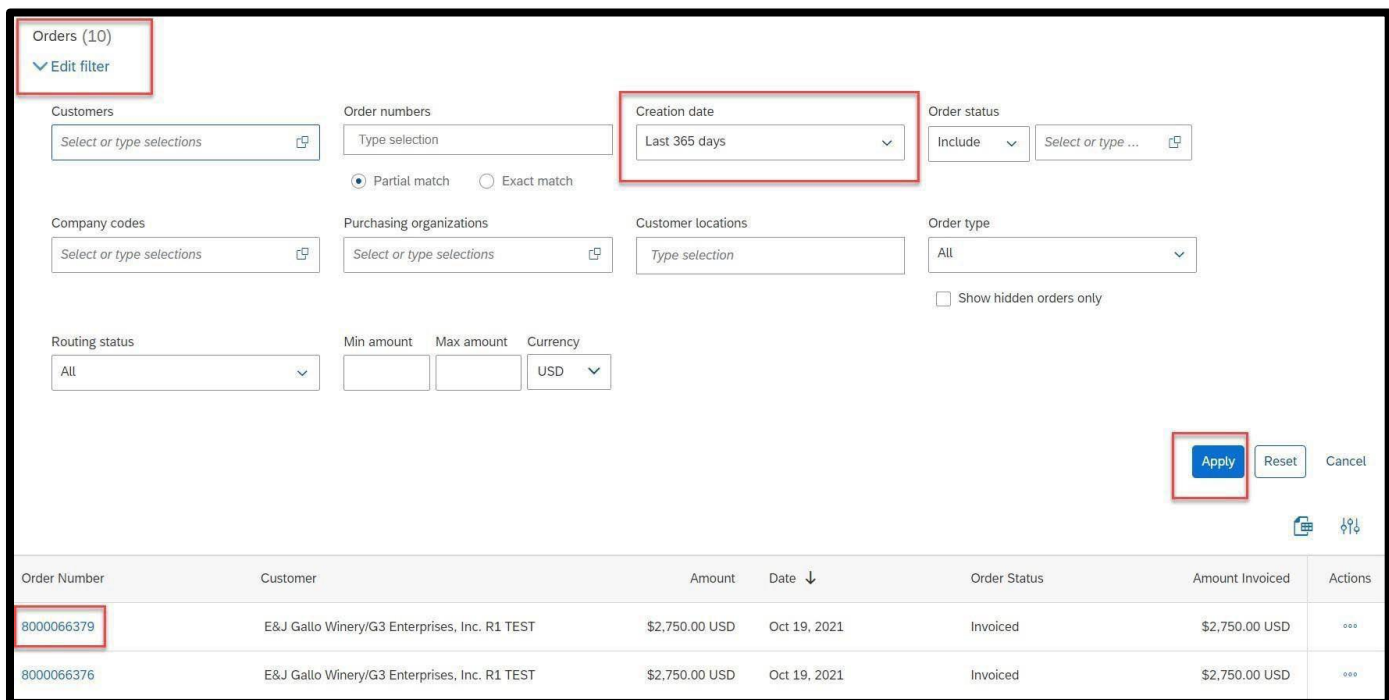 Orders (10)
Edit filter
Customers Order numbers Creation date Order status
Select or type selections Type selection Last 365 days Include Select or type ...
Partial match Exact match
Company codes Purchasing organizations Customer locations Order type
Select or type selections Select or type selections Type selection All
Show hidden orders only
Routing status Min amount Max amount Currency
All USD
Apply Reset Cancel
Order Number Customer Amount Date Order Status Amount Invoiced Actions
8000066379 E&J Gallo Winery/G3 Enterprises, Inc. R1 TEST $2,750.00 USD Oct 19, 2021 Invoiced $2,750.00 USD
8000066376 E&J Gallo Winery/G3 Enterprises, Inc. R1 TEST $2,750.00 USD Oct 19, 2021 Invoiced $2,750.00 USD